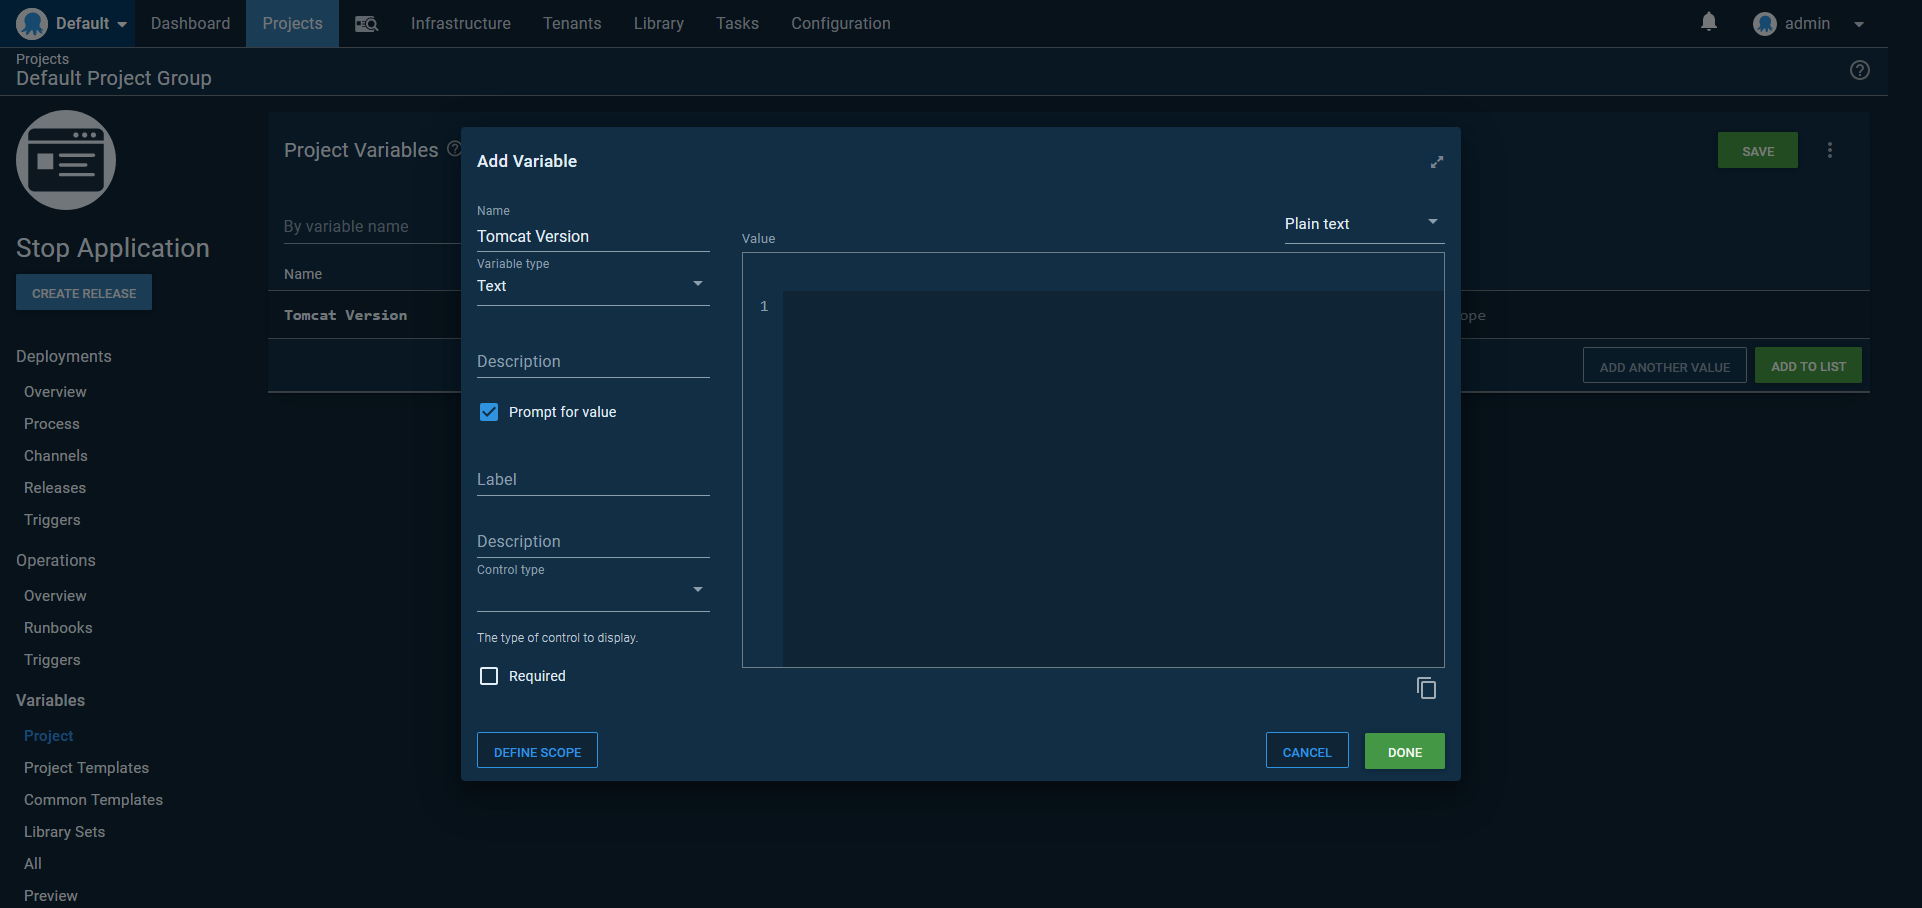 Default
Dashboard
Projects
Infrastructure
Tenants
Library
Tasks
Configuration
admin
Projects
Default Project Group
Stop Application
CREATE RELEASE
Deployments
Overview
Process
Channels
Releases
Triggers
Operations
Overview
Runbooks
Triggers
Variables
Project
Project Templates
Common Templates
Library Sets
All
Preview
Project Variables
SAVE
By variable name
Name
Tomcat Version
ope
ADD ANOTHER VALUE
ADD TO LIST
Add Variable
Name
Tomcat Version
Variable type
Text
Description
Prompt for value
Label
Description
Control type
The type of control to display.
Required
Value
Plain text
1
DEFINE SCOPE
CANCEL
DONE